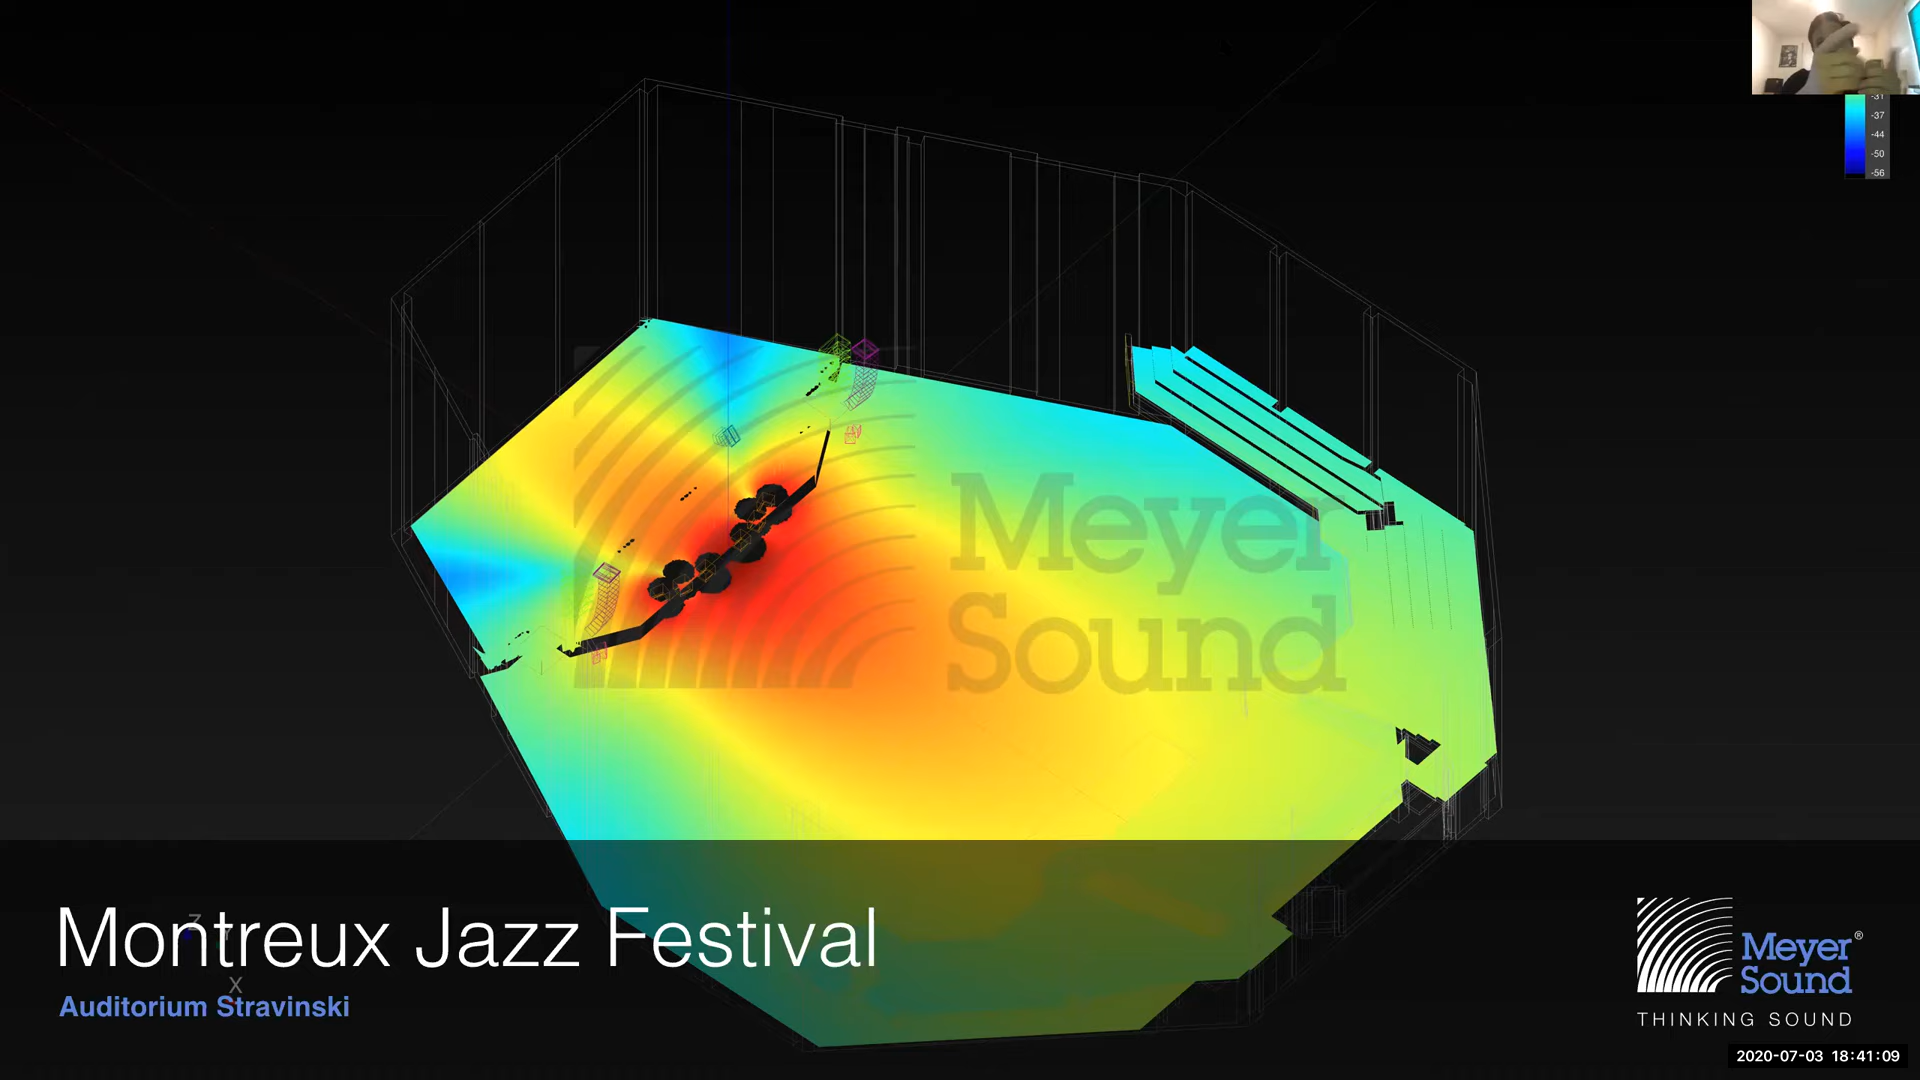 -31
-37
-44
-50
-56
Meyer
Sound
Z
Montreux Jazz Festival
X
Auditorium Stravinski
Meyer®
Sound
THINKING SOUND
2020-07-03 18:41:09